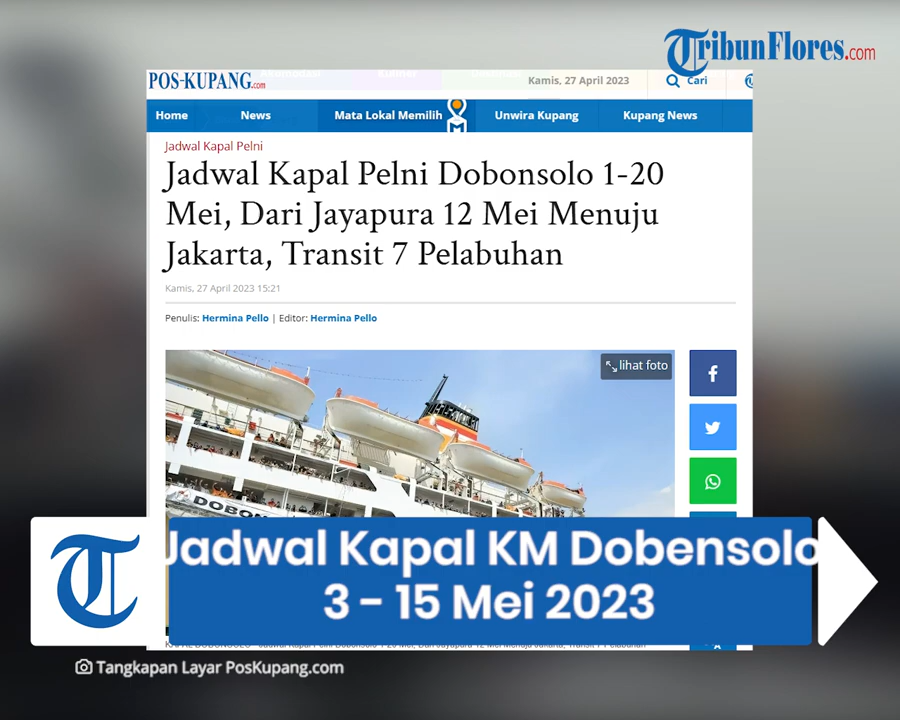 TribunFlores.com
POS-KUPANG.com
Kamis, 27 April 2023
Cari
Home News Mata Lokal Memilih Unwira Kupang Kupang News
Jadwal Kapal Pelni
Jadwal Kapal Pelni Dobonsolo 1-20
Mei, Dari Jayapura 12 Mei Menuju
Jakarta, Transit 7 Pelabuhan
Kamis, 27 April 2023 15:21
Penulis: Hermina Pello | Editor: Hermina Pello
lihat foto
DOBON
Jadwal Kapal KM Dobensolo
3 - 15 Mei 2023
Tangkapan Layar PosKupang.com